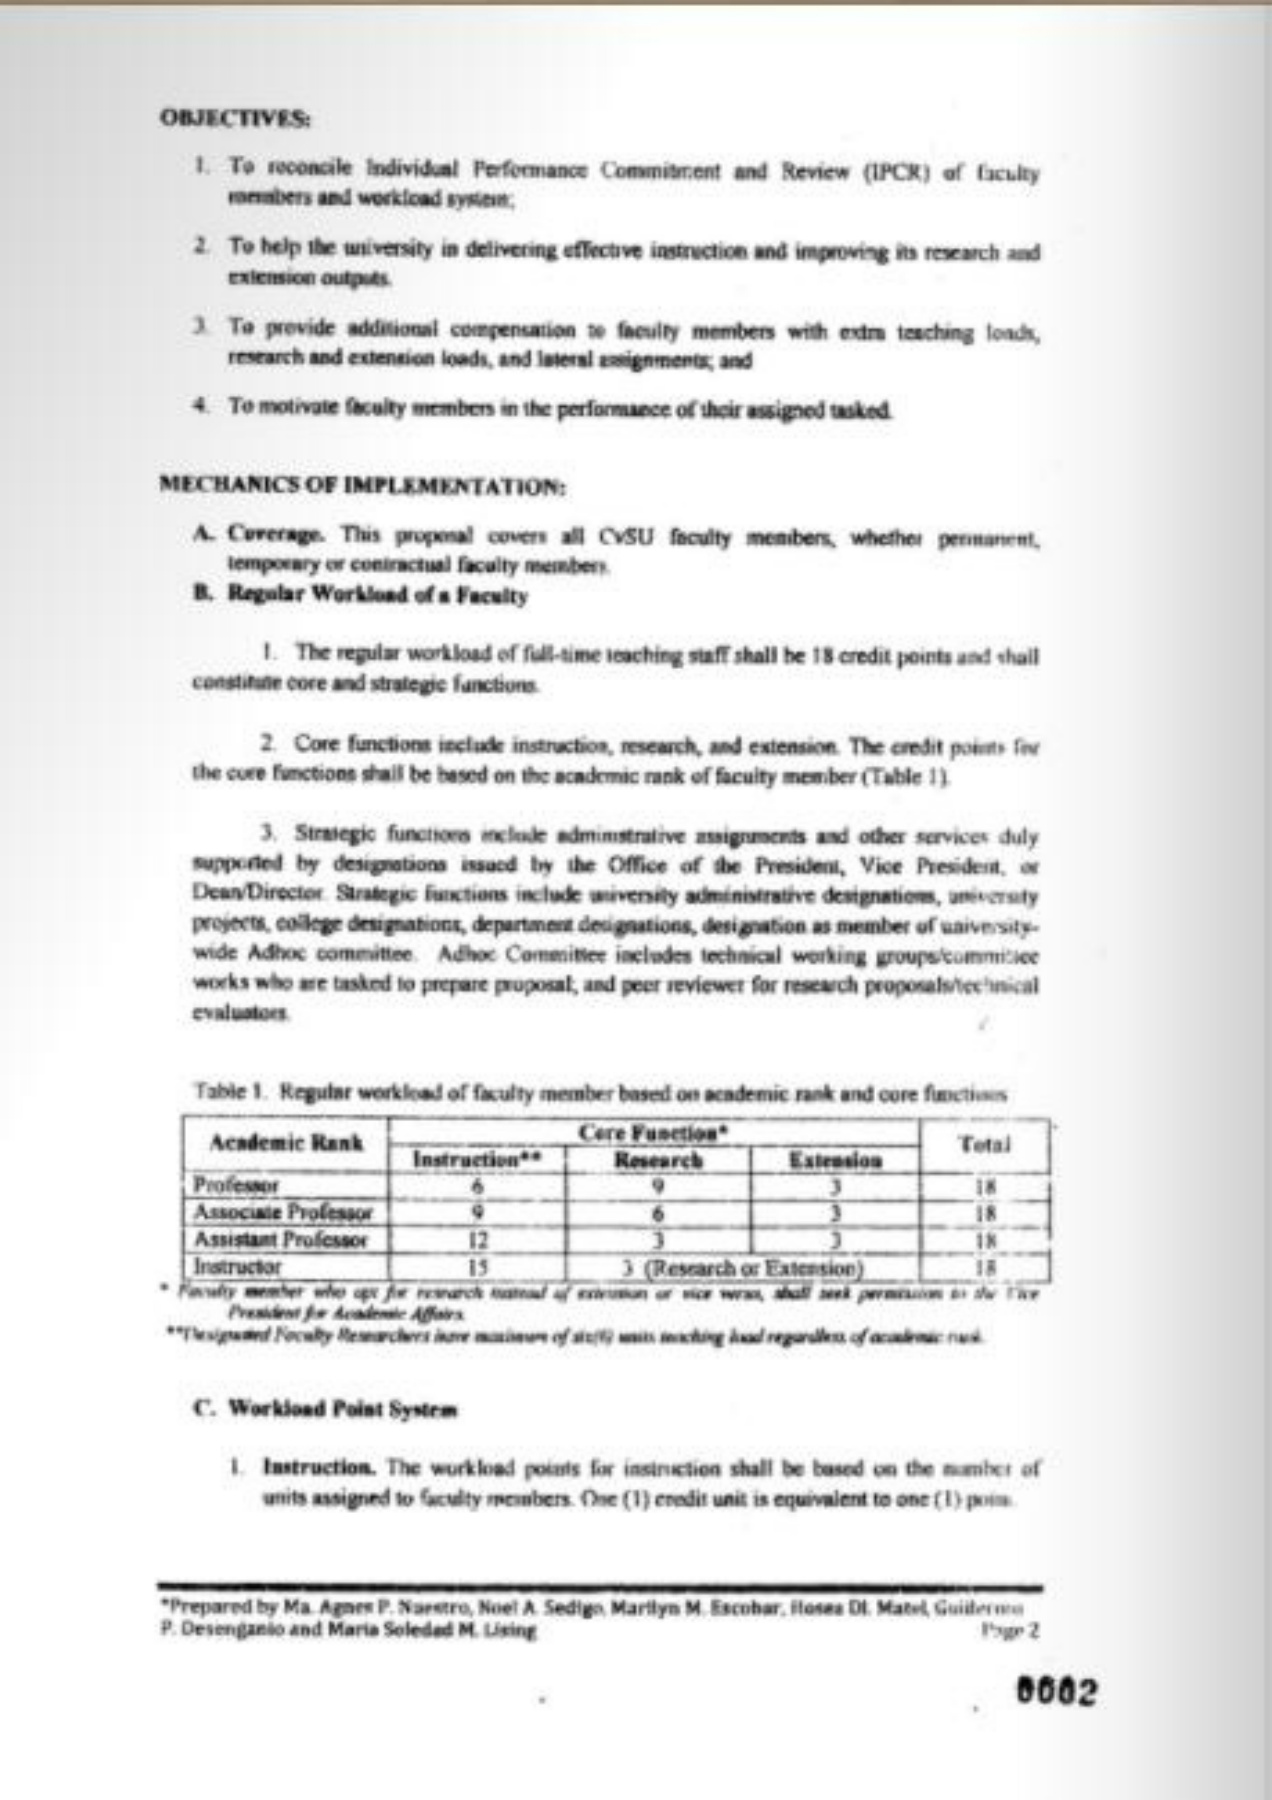 OBJECTIVES:
1. To reconcile Individual Performance Commitment and Review (IPCR) of faculty
members and workload system;
2. To help the university in delivering effective instruction and improving its research and
extension outputs.
3. To provide additional compensation to faculty members with extra teaching loads,
research and extension loads, and lateral assignments; and
4. To motivate faculty members in the performance of their assigned tasked.
MECHANICS OF IMPLEMENTATION:
A. Coverage. This proposal covers all CvSU faculty members, whether permanent,
temporary or contractual faculty members.
B. Regular Workload of a Faculty
1. The regular workload of full-time teaching staff shall be 18 credit points and shall
constitute core and strategic functions.
2. Core functions include instruction, research, and extension. The credit points for
the core functions shall be based on the academic rank of faculty member (Table 1).
3. Strategic functions include administrative assignments and other services duly
supported by designations issued by the Office of the President, Vice President, or
Dean/Director. Strategic functions include university administrative designations, university
projects, college designations, department designations, designation as member of university-
wide Adhoc committee. Adhoc Committee includes technical working groups/committee
works who are tasked to prepare proposal; and peer reviewer for research proposals/technical
evaluators.
Table 1. Regular workload of faculty member based on academic rank and core functions
Academic Rank Core Function* Total
Instruction** Research Extension
Professor 6 9 3 18
Associate Professor 9 6 3 18
Assistant Professor 12 3 3 18
Instructor 15 3 (Research or Extension) 18
* Faculty member who opt for research instead of extension or vice versa, shall seek permission to the Vice
President for Academic Affairs.
**Designated Faculty Researchers have maximum of six(6) units teaching load regardless of academic rank.
C. Workload Point System
1. Instruction. The workload points for instruction shall be based on the number of
units assigned to faculty members. One (1) credit unit is equivalent to one (1) point.
*Prepared by Ma. Agnes P. Nuestro, Noel A. Sedigo, Marilyn M. Escobar, Hosea DL. Matel, Guillermo
P. Desenganio and Maria Soledad M. Lising Page 2
0002